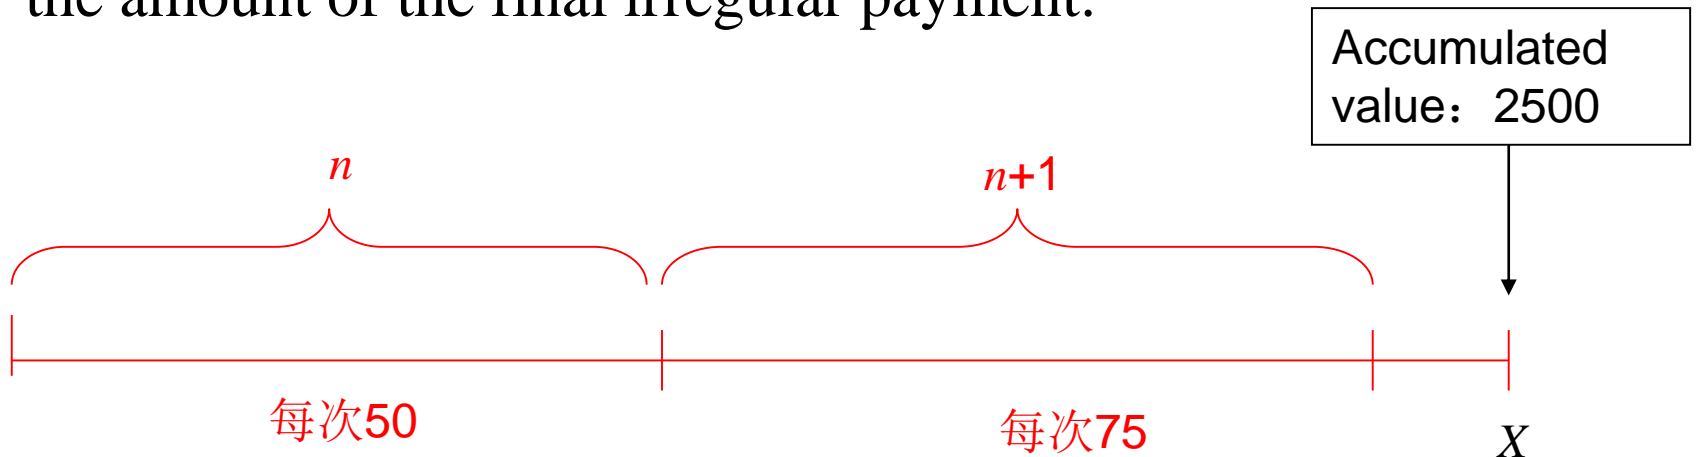 the amount of the final irregular payment.
Accumulated
value：2500
n
n+1
每次50
每次75
X